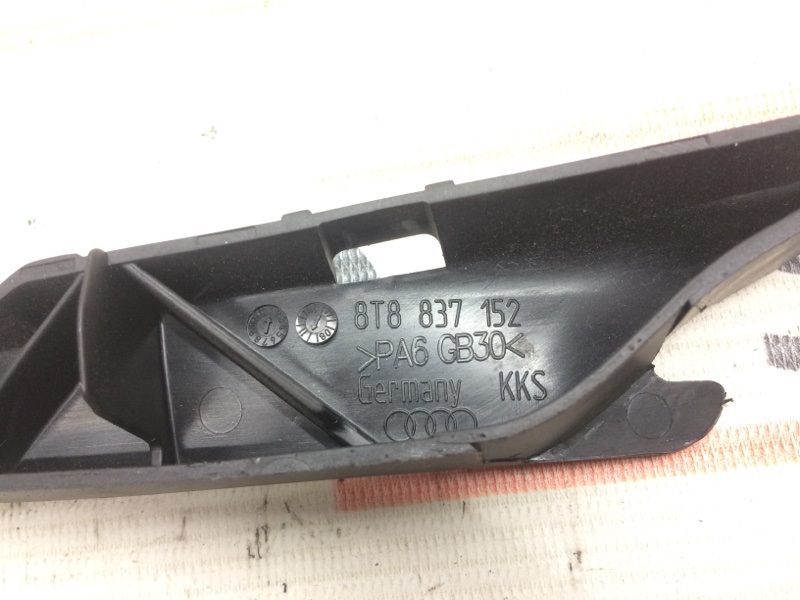 8T8 837 152
>PA6 GB30<
Germany KKS